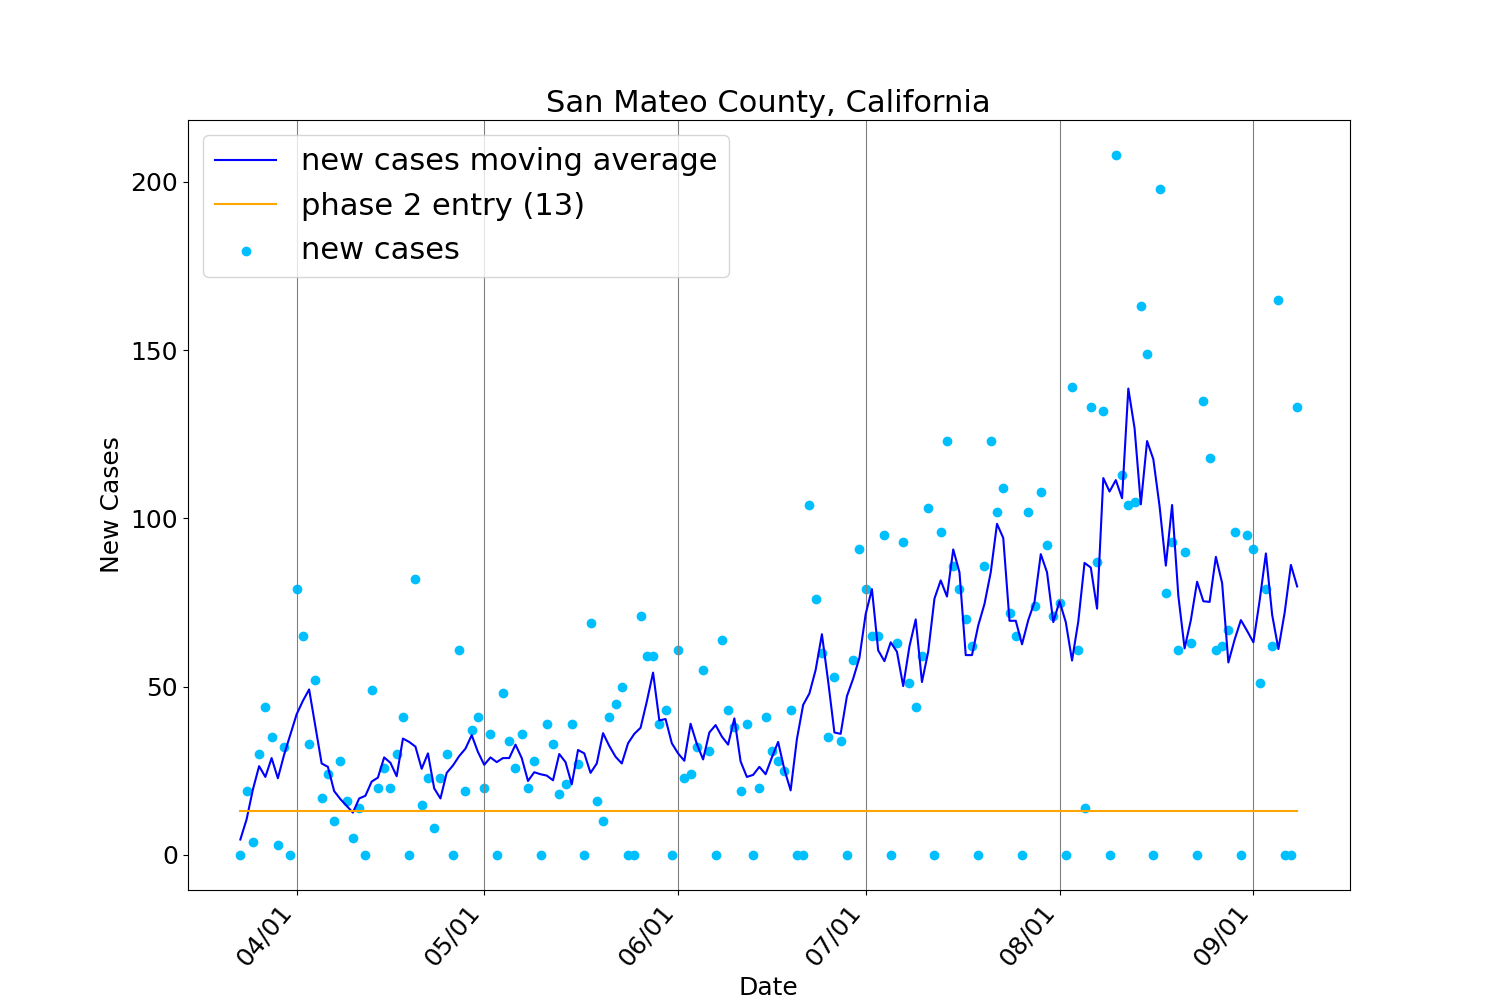 San Mateo County, California
new cases moving average
phase 2 entry (13)
new cases
200
150
100
50
0
New Cases
04/01
05/01
06/01
07/01
08/01
09/01
Date